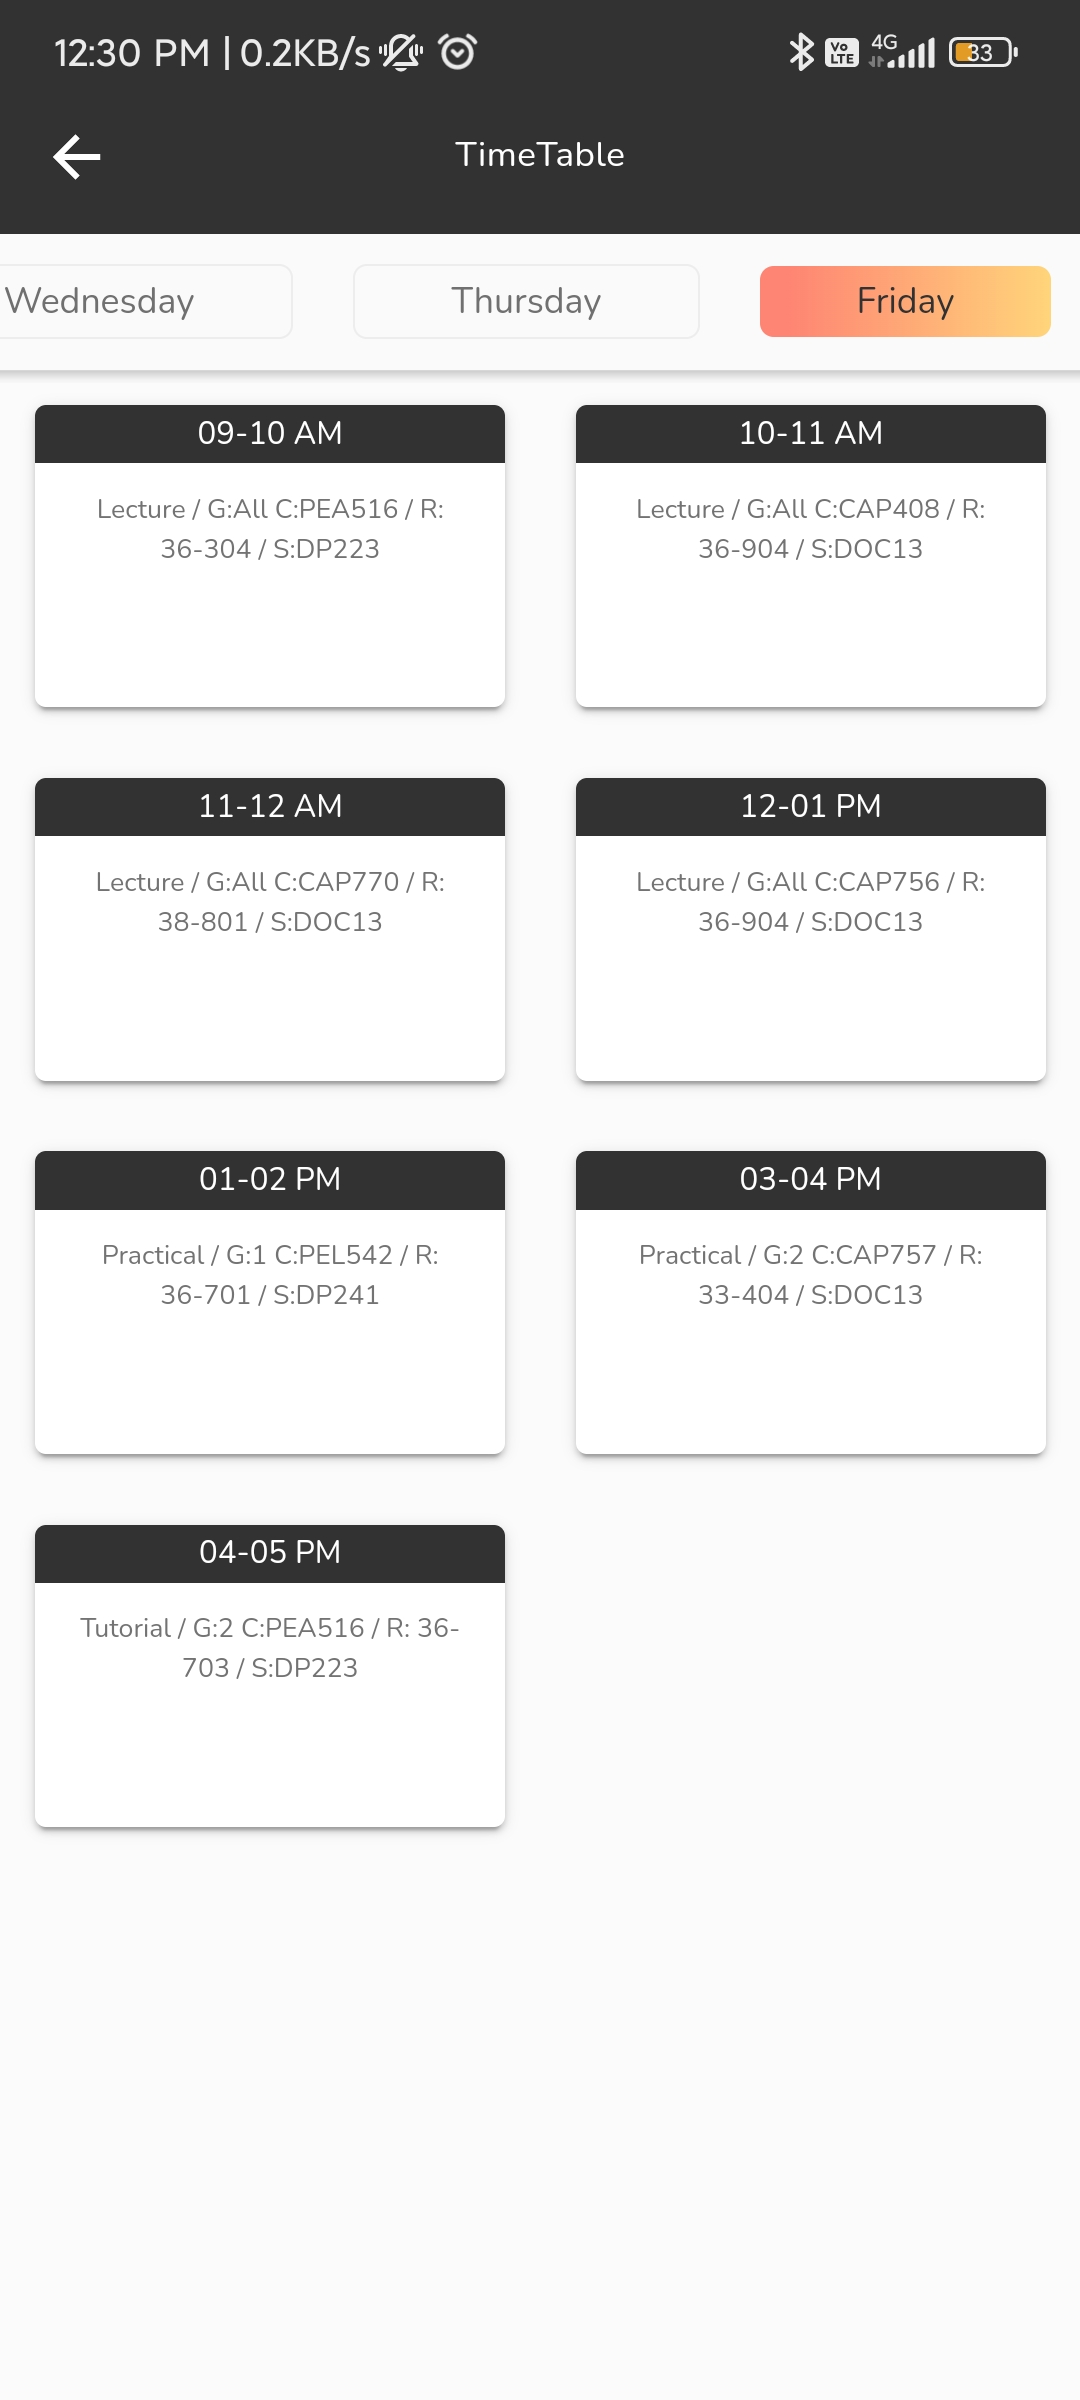 12:30 PM | 0.2KB/s
Vo LTE 4G 33
TimeTable
Wednesday
Thursday
Friday
09-10 AM
Lecture / G:All C:PEA516 / R:
36-304 / S:DP223
10-11 AM
Lecture / G:All C:CAP408 / R:
36-904 / S:DOC13
11-12 AM
Lecture / G:All C:CAP770 / R:
38-801 / S:DOC13
12-01 PM
Lecture / G:All C:CAP756 / R:
36-904 / S:DOC13
01-02 PM
Practical / G:1 C:PEL542 / R:
36-701 / S:DP241
03-04 PM
Practical / G:2 C:CAP757 / R:
33-404 / S:DOC13
04-05 PM
Tutorial / G:2 C:PEA516 / R: 36-
703 / S:DP223